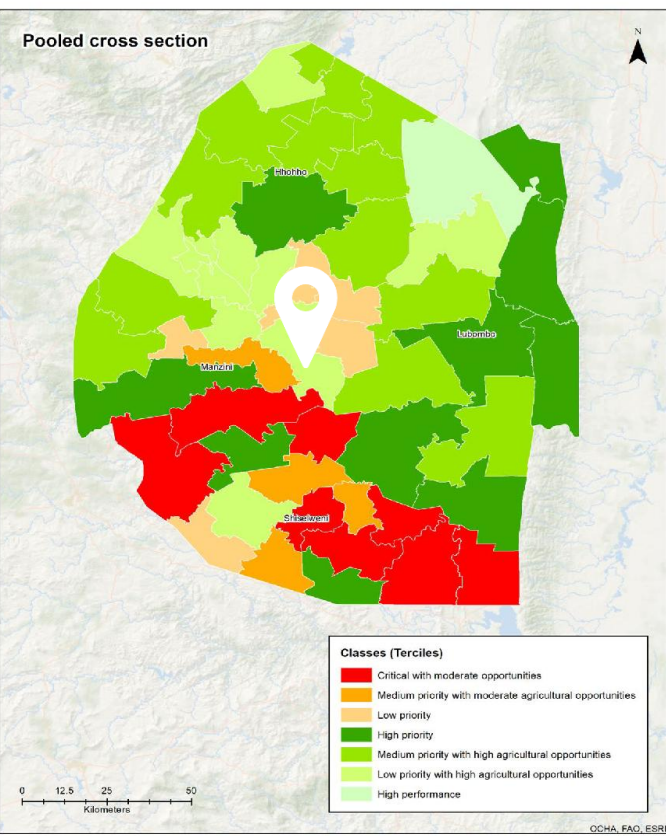 Pooled cross section
N
Hhohho
Lubombo
Manzini
Shiselweni
Classes (Terciles)
Critical with moderate opportunities
Medium priority with moderate agricultural opportunities
Low priority
High priority
Medium priority with high agricultural opportunities
Low priority with high agricultural opportunities
High performance
0 12.5 25 50
Kilometers
OCHA, FAO, ESRI